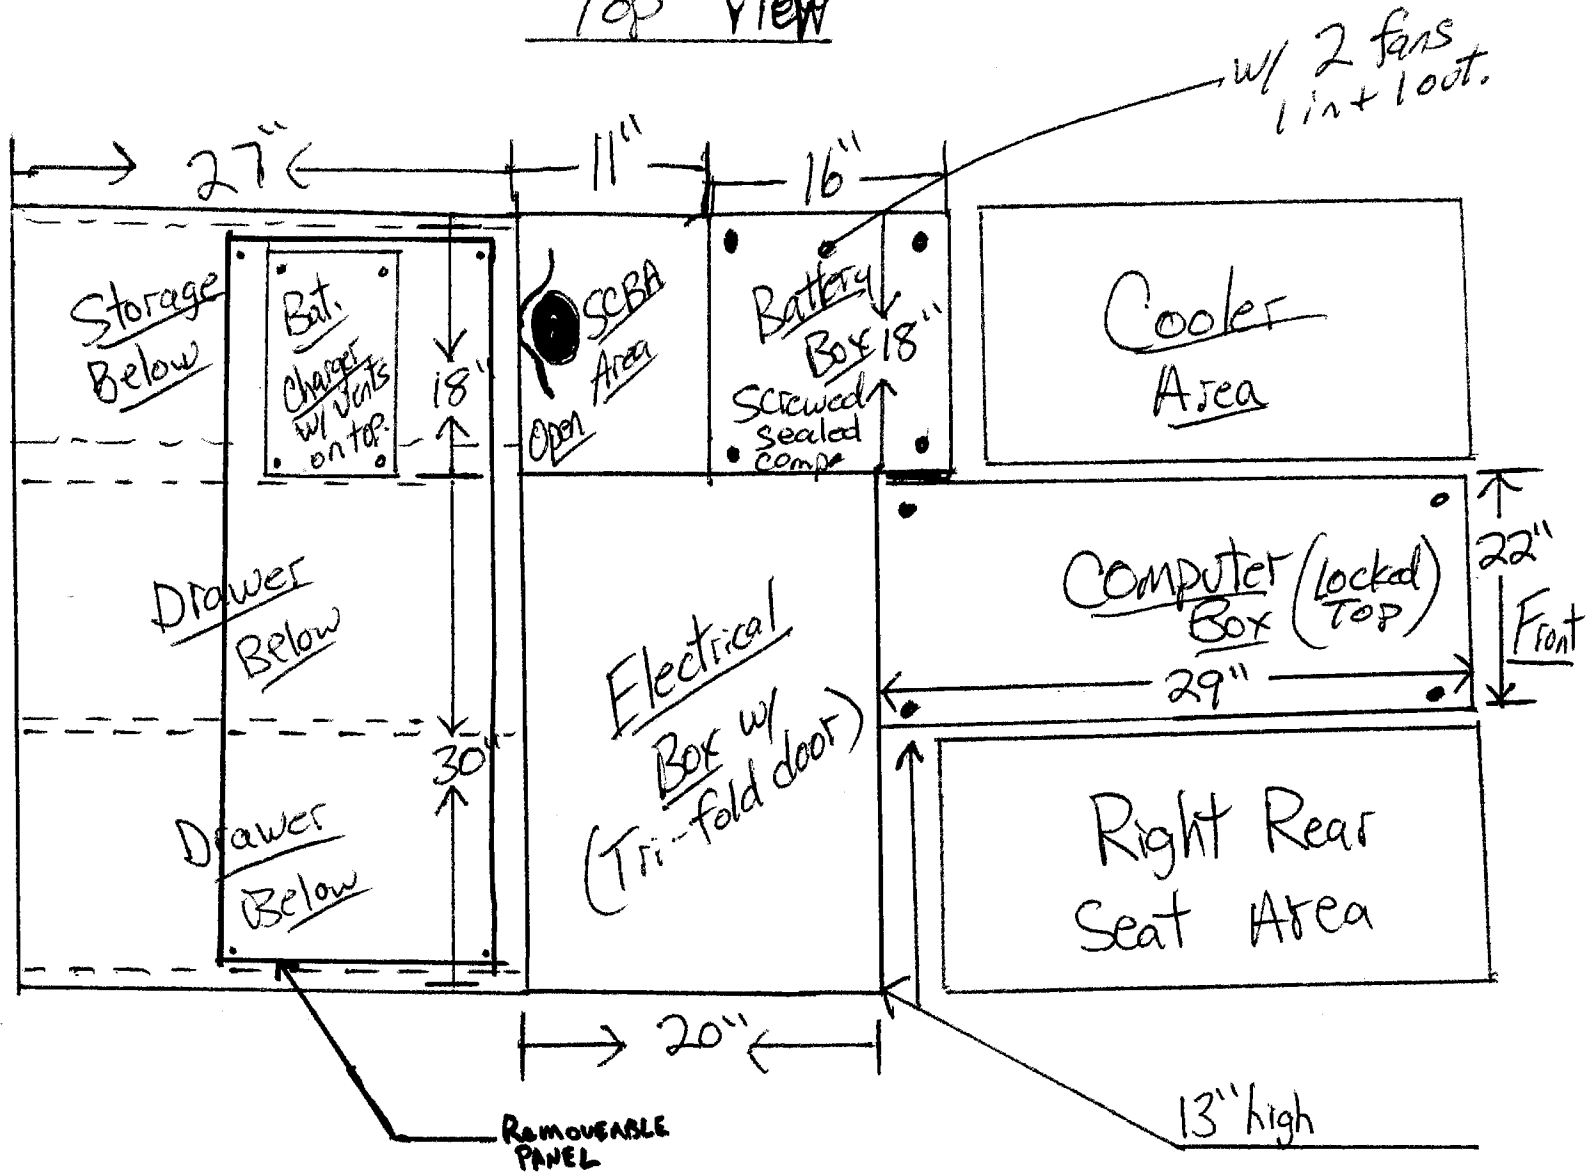 Top View
w/ 2 fans
1 in + 1 out.
27"
11"
16"
Storage
Below
Bat.
Charger
w/ vents
on top.
18"
SCBA
Area
Open
Battery
Box
18"
Screwed
Sealed
comp.
Cooler
Area
Drawer
Below
Electrical
Box w/
(Tri-fold door)
Computer
Box
(Locked
Top)
22"
Front
29"
30"
Drawer
Below
Right Rear
Seat Area
20"
13" high
REMOVEABLE
PANEL